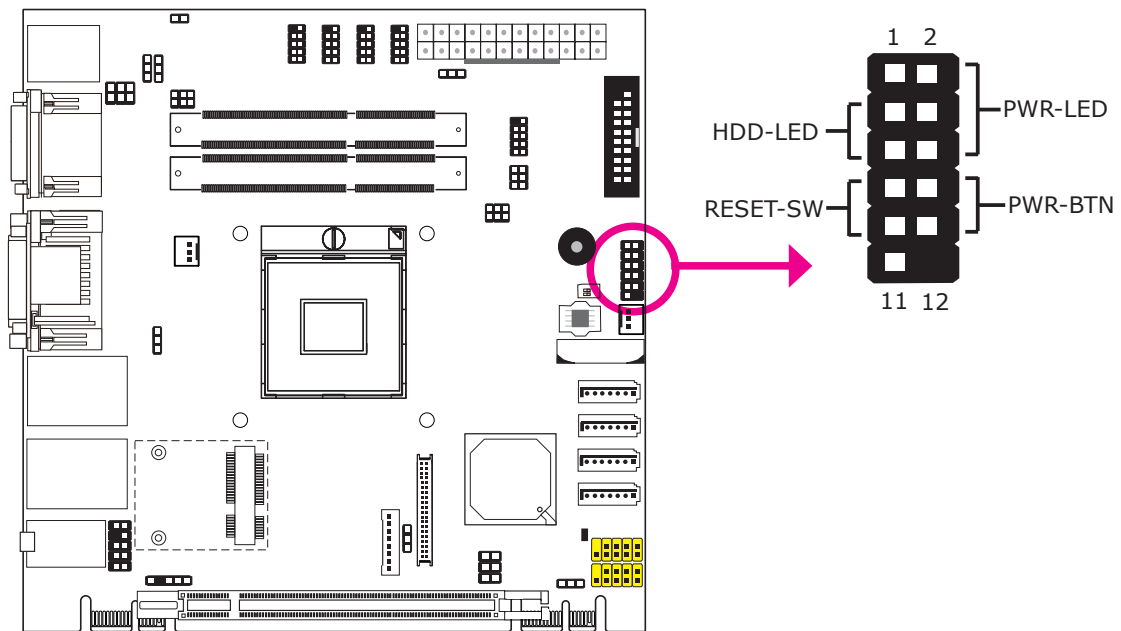 1 2
PWR-LED
HDD-LED
RESET-SW
PWR-BTN
11 12